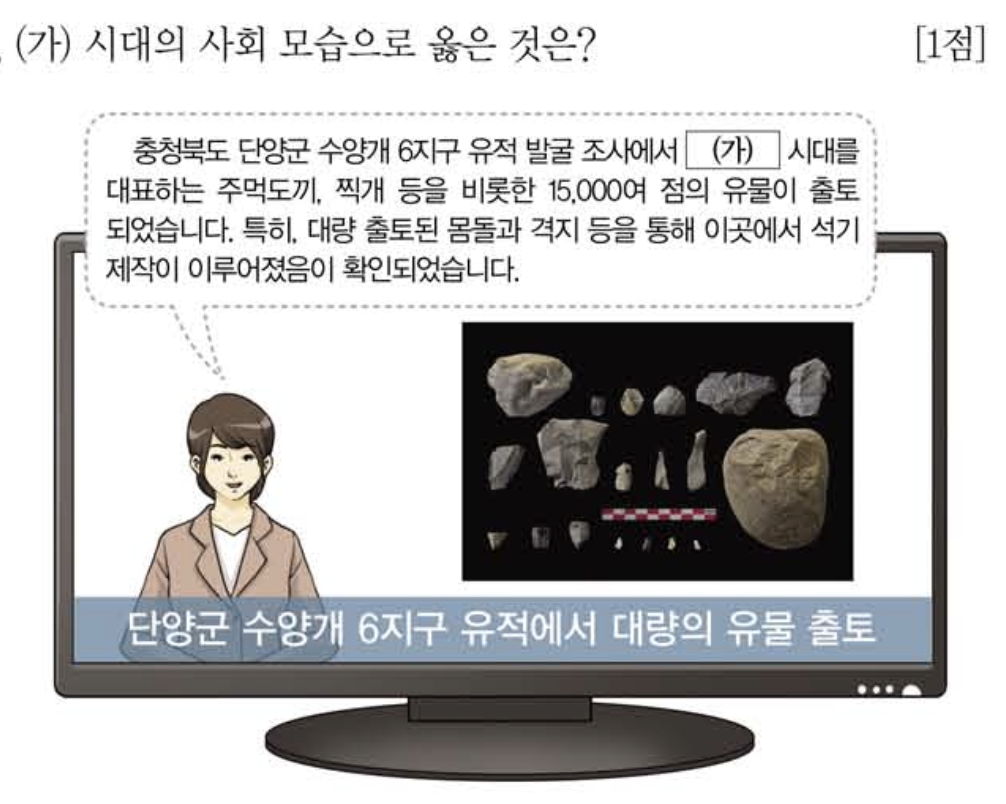 (가) 시대의 사회 모습으로 옳은 것은? [1점]
충청북도 단양군 수양개 6지구 유적 발굴 조사에서 (가) 시대를
대표하는 주먹도끼, 찍개 등을 비롯한 15,000여 점의 유물이 출토
되었습니다. 특히, 대량 출토된 몸돌과 격지 등을 통해 이곳에서 석기
제작이 이루어졌음이 확인되었습니다.
단양군 수양개 6지구 유적에서 대량의 유물 출토